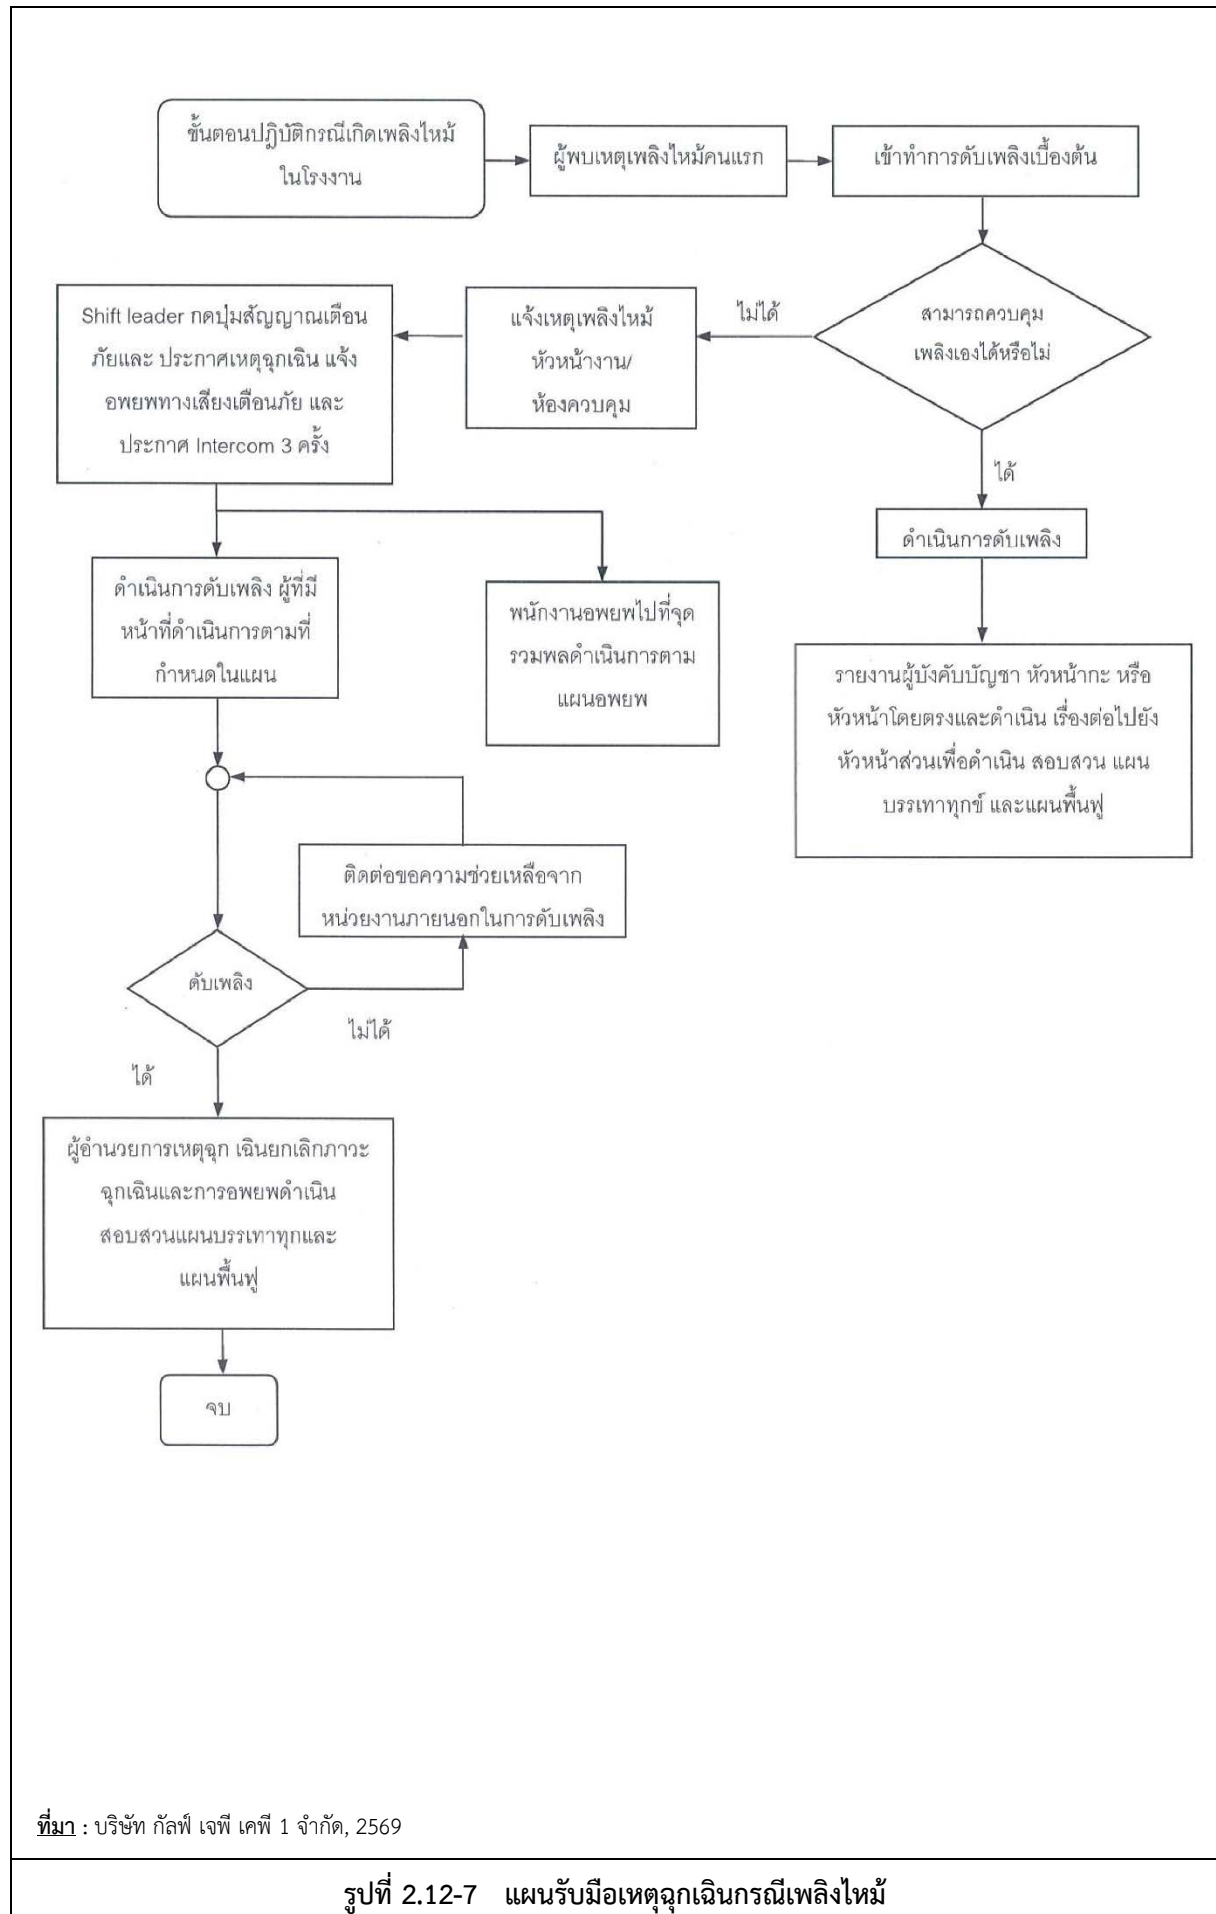 ขั้นตอนปฏิบัติกรณีเกิดเพลิงไหม้
ในโรงงาน
ผู้พบเหตุเพลิงไหม้คนแรก
เข้าทำการดับเพลิงเบื้องต้น
สามารถควบคุม
เพลิงเองได้หรือไม่
ไม่ได้
แจ้งเหตุเพลิงไหม้
หัวหน้างาน/
ห้องควบคุม
Shift leader กดปุ่มสัญญาณเตือน
ภัยและ ประกาศเหตุฉุกเฉิน แจ้ง
อพยพทางเสียงเตือนภัย และ
ประกาศ Intercom 3 ครั้ง
ได้
ดำเนินการดับเพลิง
รายงานผู้บังคับบัญชา หัวหน้ากะ หรือ
หัวหน้าโดยตรงและดำเนิน เรื่องต่อไปยัง
หัวหน้าส่วนเพื่อดำเนิน สอบสวน แผน
บรรเทาทุกข์ และแผนฟื้นฟู
ดำเนินการดับเพลิง ผู้ที่มี
หน้าที่ดำเนินการตามที่
กำหนดในแผน
พนักงานอพยพไปที่จุด
รวมพลดำเนินการตาม
แผนอพยพ
ติดต่อขอความช่วยเหลือจาก
หน่วยงานภายนอกในการดับเพลิง
ดับเพลิง
ไม่ได้
ได้
ผู้อำนวยการเหตุฉุก เฉินยกเลิกภาวะ
ฉุกเฉินและการอพยพดำเนิน
สอบสวนแผนบรรเทาทุกและ
แผนฟื้นฟู
จบ
ที่มา : บริษัท กัลฟ์ เจพี เคพี 1 จำกัด, 2569
รูปที่ 2.12-7 แผนรับมือเหตุฉุกเฉินกรณีเพลิงไหม้